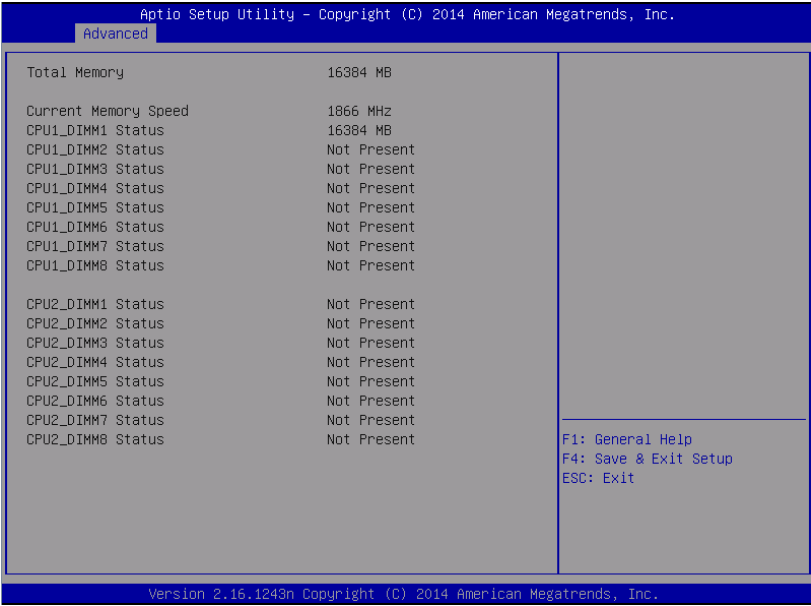 Aptio Setup Utility – Copyright (C) 2014 American Megatrends, Inc.
Advanced
Total Memory 16384 MB
Current Memory Speed 1866 MHz
CPU1_DIMM1 Status 16384 MB
CPU1_DIMM2 Status Not Present
CPU1_DIMM3 Status Not Present
CPU1_DIMM4 Status Not Present
CPU1_DIMM5 Status Not Present
CPU1_DIMM6 Status Not Present
CPU1_DIMM7 Status Not Present
CPU1_DIMM8 Status Not Present
CPU2_DIMM1 Status Not Present
CPU2_DIMM2 Status Not Present
CPU2_DIMM3 Status Not Present
CPU2_DIMM4 Status Not Present
CPU2_DIMM5 Status Not Present
CPU2_DIMM6 Status Not Present
CPU2_DIMM7 Status Not Present
CPU2_DIMM8 Status Not Present
F1: General Help
F4: Save & Exit Setup
ESC: Exit
Version 2.16.1243n Copyright (C) 2014 American Megatrends, Inc.